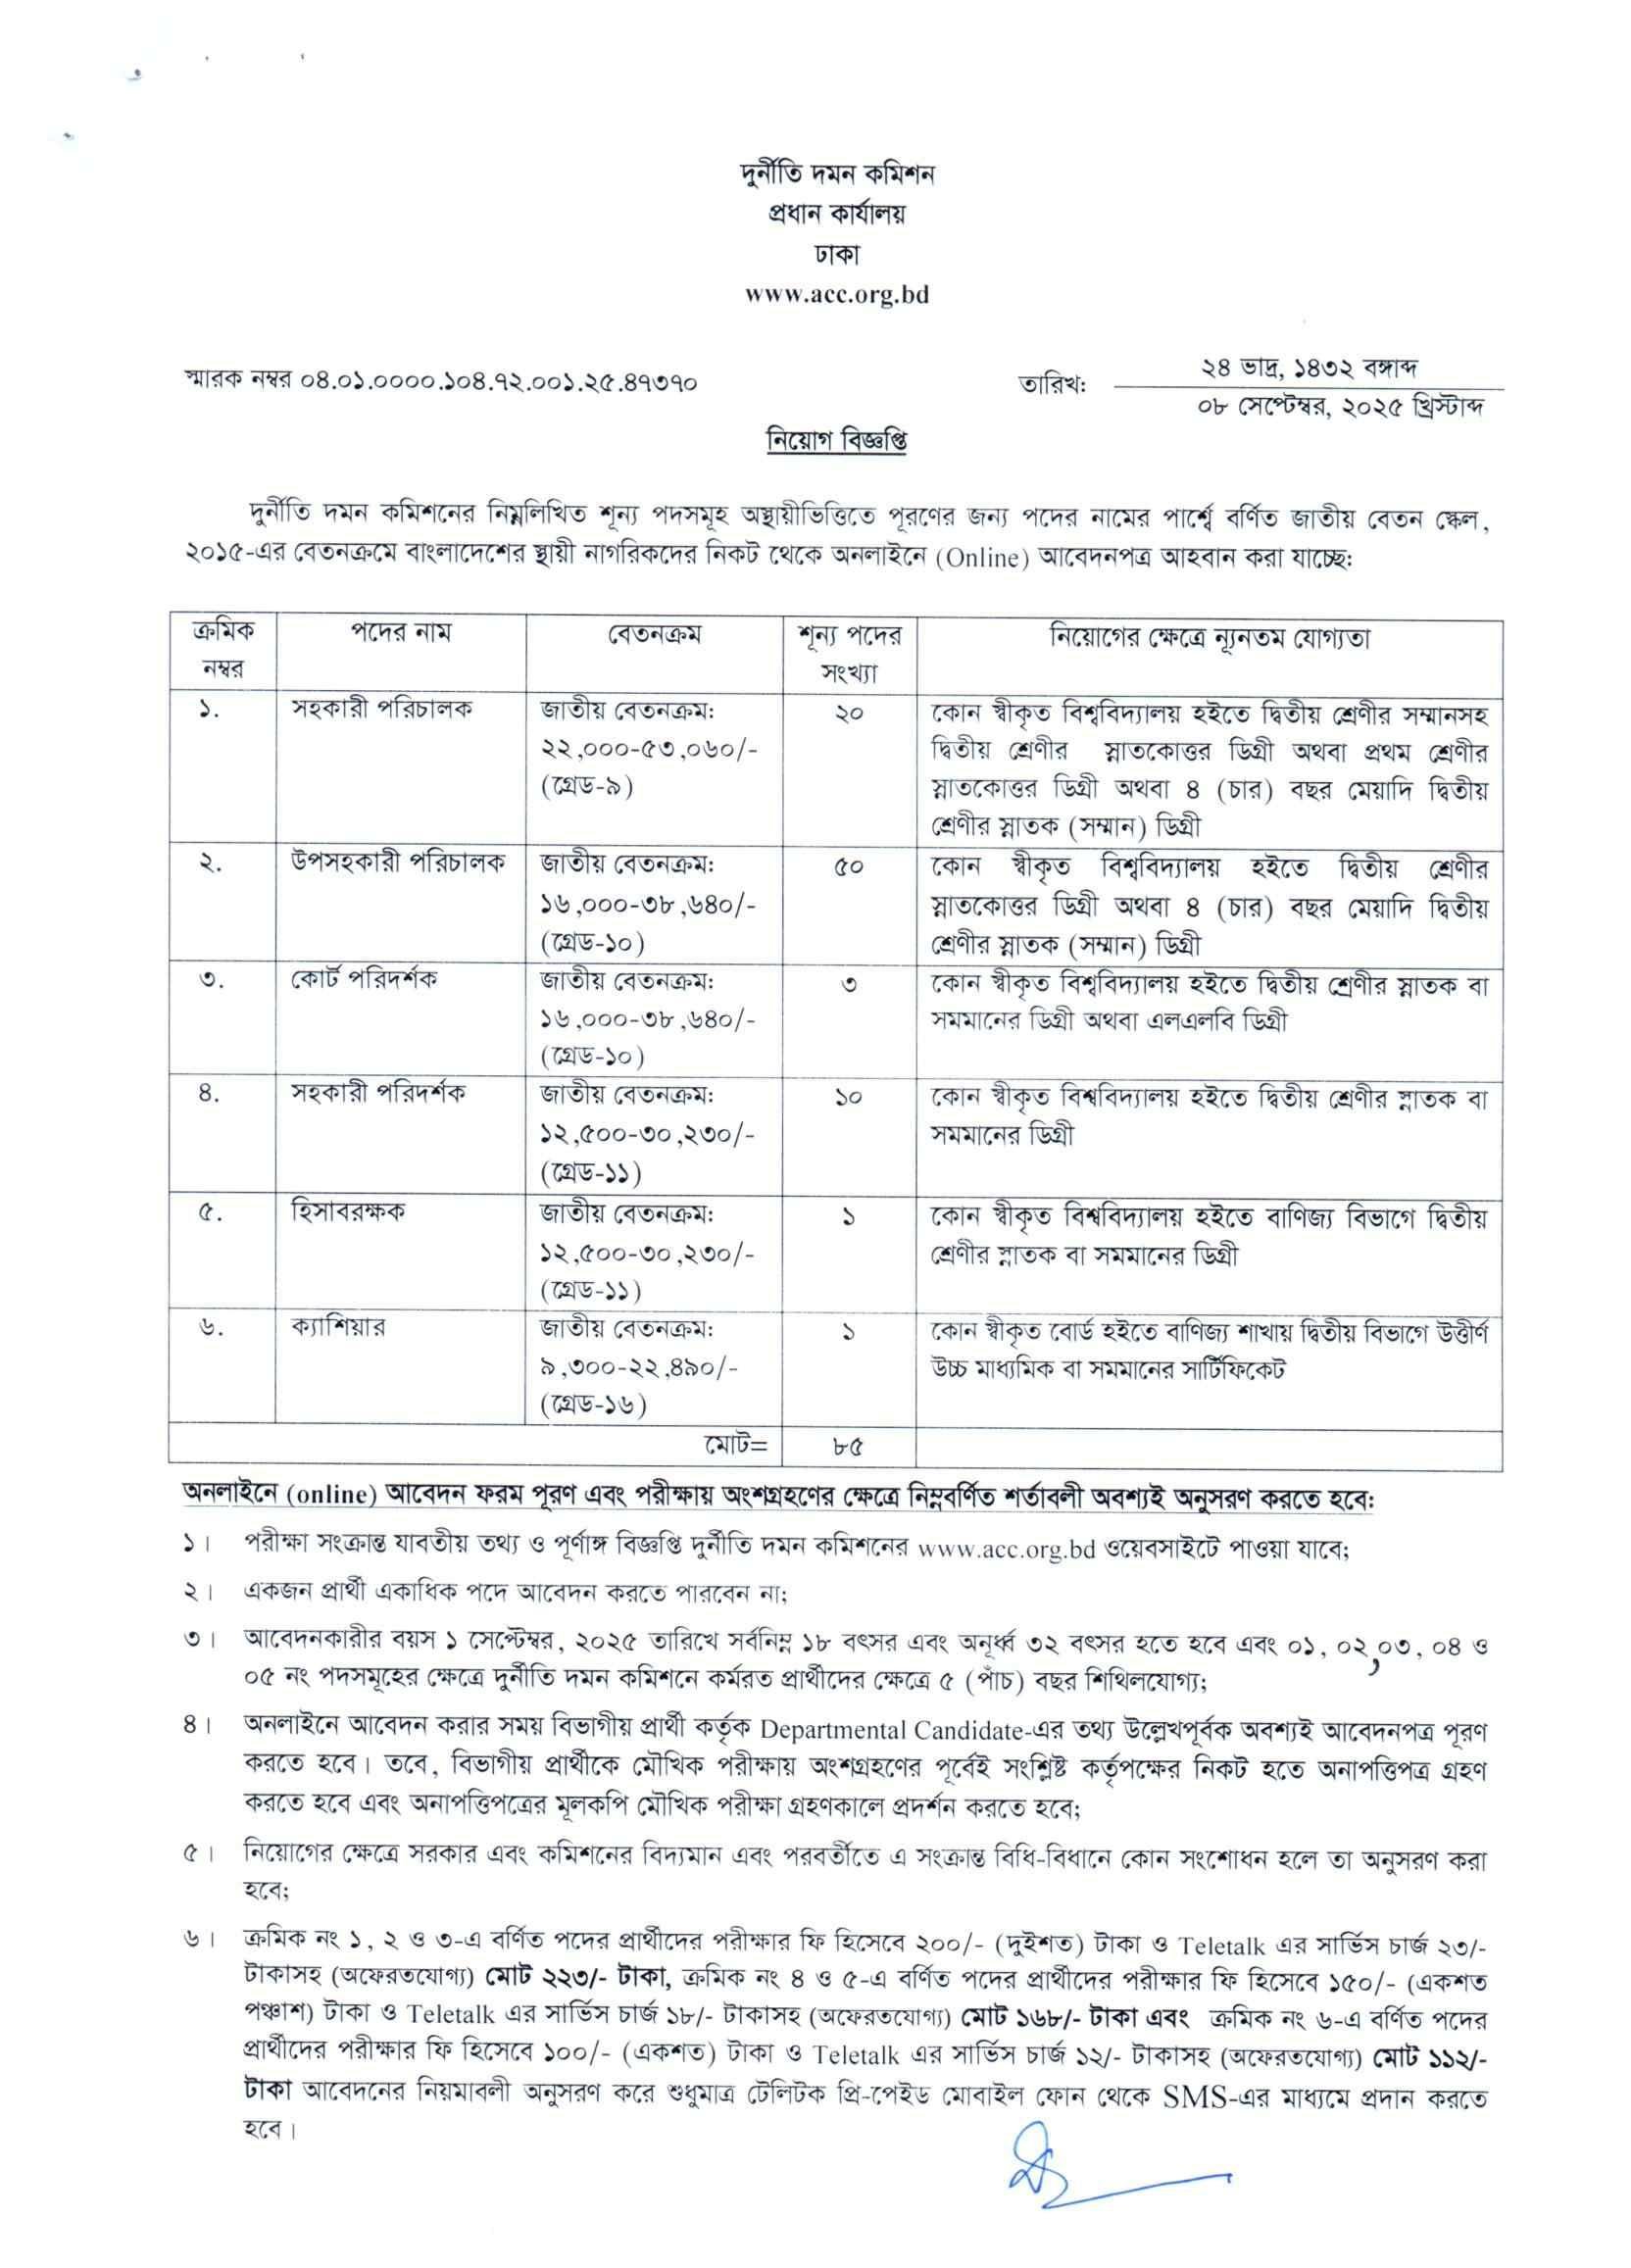 দুর্নীতি দমন কমিশন
প্রধান কার্যালয়
ঢাকা
www.acc.org.bd
স্মারক নম্বর ০৪.০১.০০০০.১০৪.৭২.০০১.২৫.৪৭৩৭০
তারিখ:
২৪ ভাদ্র, ১৪৩২ বঙ্গাব্দ
০৮ সেপ্টেম্বর, ২০২৫ খ্রিস্টাব্দ
নিয়োগ বিজ্ঞপ্তি
দুর্নীতি দমন কমিশনের নিম্নলিখিত শূন্য পদসমূহ অস্থায়ীভিত্তিতে পূরণের জন্য পদের নামের পার্শ্বে বর্ণিত জাতীয় বেতন স্কেল,
২০১৫-এর বেতনক্রমে বাংলাদেশের স্থায়ী নাগরিকদের নিকট থেকে অনলাইনে (Online) আবেদনপত্র আহবান করা যাচ্ছে:
ক্রমিক নম্বর
পদের নাম
বেতনক্রম
শূন্য পদের সংখ্যা
নিয়োগের ক্ষেত্রে ন্যূনতম যোগ্যতা
১.
সহকারী পরিচালক
জাতীয় বেতনক্রম:
২২,০০০-৫৩,০৬০/-
(গ্রেড-৯)
২০
কোন স্বীকৃত বিশ্ববিদ্যালয় হইতে দ্বিতীয় শ্রেণীর সম্মানসহ
দ্বিতীয় শ্রেণীর স্নাতকোত্তর ডিগ্রী অথবা প্রথম শ্রেণীর
স্নাতকোত্তর ডিগ্রী অথবা ৪ (চার) বছর মেয়াদি দ্বিতীয়
শ্রেণীর স্নাতক (সম্মান) ডিগ্রী
২.
উপসহকারী পরিচালক
জাতীয় বেতনক্রম:
১৬,০০০-৩৮,৬৪০/-
(গ্রেড-১০)
৫০
কোন স্বীকৃত বিশ্ববিদ্যালয় হইতে দ্বিতীয় শ্রেণীর
স্নাতকোত্তর ডিগ্রী অথবা ৪ (চার) বছর মেয়াদি দ্বিতীয়
শ্রেণীর স্নাতক (সম্মান) ডিগ্রী
৩.
কোর্ট পরিদর্শক
জাতীয় বেতনক্রম:
১৬,০০০-৩৮,৬৪০/-
(গ্রেড-১০)
৩
কোন স্বীকৃত বিশ্ববিদ্যালয় হইতে দ্বিতীয় শ্রেণীর স্নাতক বা
সমমানের ডিগ্রী অথবা এলএলবি ডিগ্রী
৪.
সহকারী পরিদর্শক
জাতীয় বেতনক্রম:
১২,৫০০-৩০,২৩০/-
(গ্রেড-১১)
১০
কোন স্বীকৃত বিশ্ববিদ্যালয় হইতে দ্বিতীয় শ্রেণীর স্নাতক বা
সমমানের ডিগ্রী
৫.
হিসাবরক্ষক
জাতীয় বেতনক্রম:
১২,৫০০-৩০,২৩০/-
(গ্রেড-১১)
১
কোন স্বীকৃত বিশ্ববিদ্যালয় হইতে বাণিজ্য বিভাগে দ্বিতীয়
শ্রেণীর স্নাতক বা সমমানের ডিগ্রী
৬.
ক্যাশিয়ার
জাতীয় বেতনক্রম:
৯,৩০০-২২,৪৯০/-
(গ্রেড-১৬)
১
কোন স্বীকৃত বোর্ড হইতে বাণিজ্য শাখায় দ্বিতীয় বিভাগে উত্তীর্ণ
উচ্চ মাধ্যমিক বা সমমানের সার্টিফিকেট
মোট=
৮৫
অনলাইনে (online) আবেদন ফরম পূরণ এবং পরীক্ষায় অংশগ্রহণের ক্ষেত্রে নিম্নবর্ণিত শর্তাবলী অবশ্যই অনুসরণ করতে হবে:
১। পরীক্ষা সংক্রান্ত যাবতীয় তথ্য ও পূর্ণাঙ্গ বিজ্ঞপ্তি দুর্নীতি দমন কমিশনের www.acc.org.bd ওয়েবসাইটে পাওয়া যাবে;
২। একজন প্রার্থী একাধিক পদে আবেদন করতে পারবেন না;
৩। আবেদনকারীর বয়স ১ সেপ্টেম্বর, ২০২৫ তারিখে সর্বনিম্ন ১৮ বৎসর এবং অনূর্ধ্ব ৩২ বৎসর হতে হবে এবং ০১, ০২,০৩, ০৪ ও
০৫ নং পদসমূহের ক্ষেত্রে দুর্নীতি দমন কমিশনে কর্মরত প্রার্থীদের ক্ষেত্রে ৫ (পাঁচ) বছর শিথিলযোগ্য;
৪। অনলাইনে আবেদন করার সময় বিভাগীয় প্রার্থী কর্তৃক Departmental Candidate-এর তথ্য উল্লেখপূর্বক অবশ্যই আবেদনপত্র পূরণ
করতে হবে। তবে, বিভাগীয় প্রার্থীকে মৌখিক পরীক্ষায় অংশগ্রহণের পূর্বেই সংশ্লিষ্ট কর্তৃপক্ষের নিকট হতে অনাপত্তিপত্র গ্রহণ
করতে হবে এবং অনাপত্তিপত্রের মূলকপি মৌখিক পরীক্ষা গ্রহণকালে প্রদর্শন করতে হবে;
৫। নিয়োগের ক্ষেত্রে সরকার এবং কমিশনের বিদ্যমান এবং পরবর্তীতে এ সংক্রান্ত বিধি-বিধানে কোন সংশোধন হলে তা অনুসরণ করা
হবে;
৬। ক্রমিক নং ১, ২ ও ৩-এ বর্ণিত পদের প্রার্থীদের পরীক্ষার ফি হিসেবে ২০০/- (দুইশত) টাকা ও Teletalk এর সার্ভিস চার্জ ২৩/-
টাকাসহ (অফেরতযোগ্য) মোট ২২৩/- টাকা, ক্রমিক নং ৪ ও ৫-এ বর্ণিত পদের প্রার্থীদের পরীক্ষার ফি হিসেবে ১৫০/- (একশত
পঞ্চাশ) টাকা ও Teletalk এর সার্ভিস চার্জ ১৮/- টাকাসহ (অফেরতযোগ্য) মোট ১৬৮/- টাকা এবং ক্রমিক নং ৬-এ বর্ণিত পদের
প্রার্থীদের পরীক্ষার ফি হিসেবে ১০০/- (একশত) টাকা ও Teletalk এর সার্ভিস চার্জ ১২/- টাকাসহ (অফেরতযোগ্য) মোট ১১২/-
টাকা আবেদনের নিয়মাবলী অনুসরণ করে শুধুমাত্র টেলিটক প্রি-পেইড মোবাইল ফোন থেকে SMS-এর মাধ্যমে প্রদান করতে
হবে।